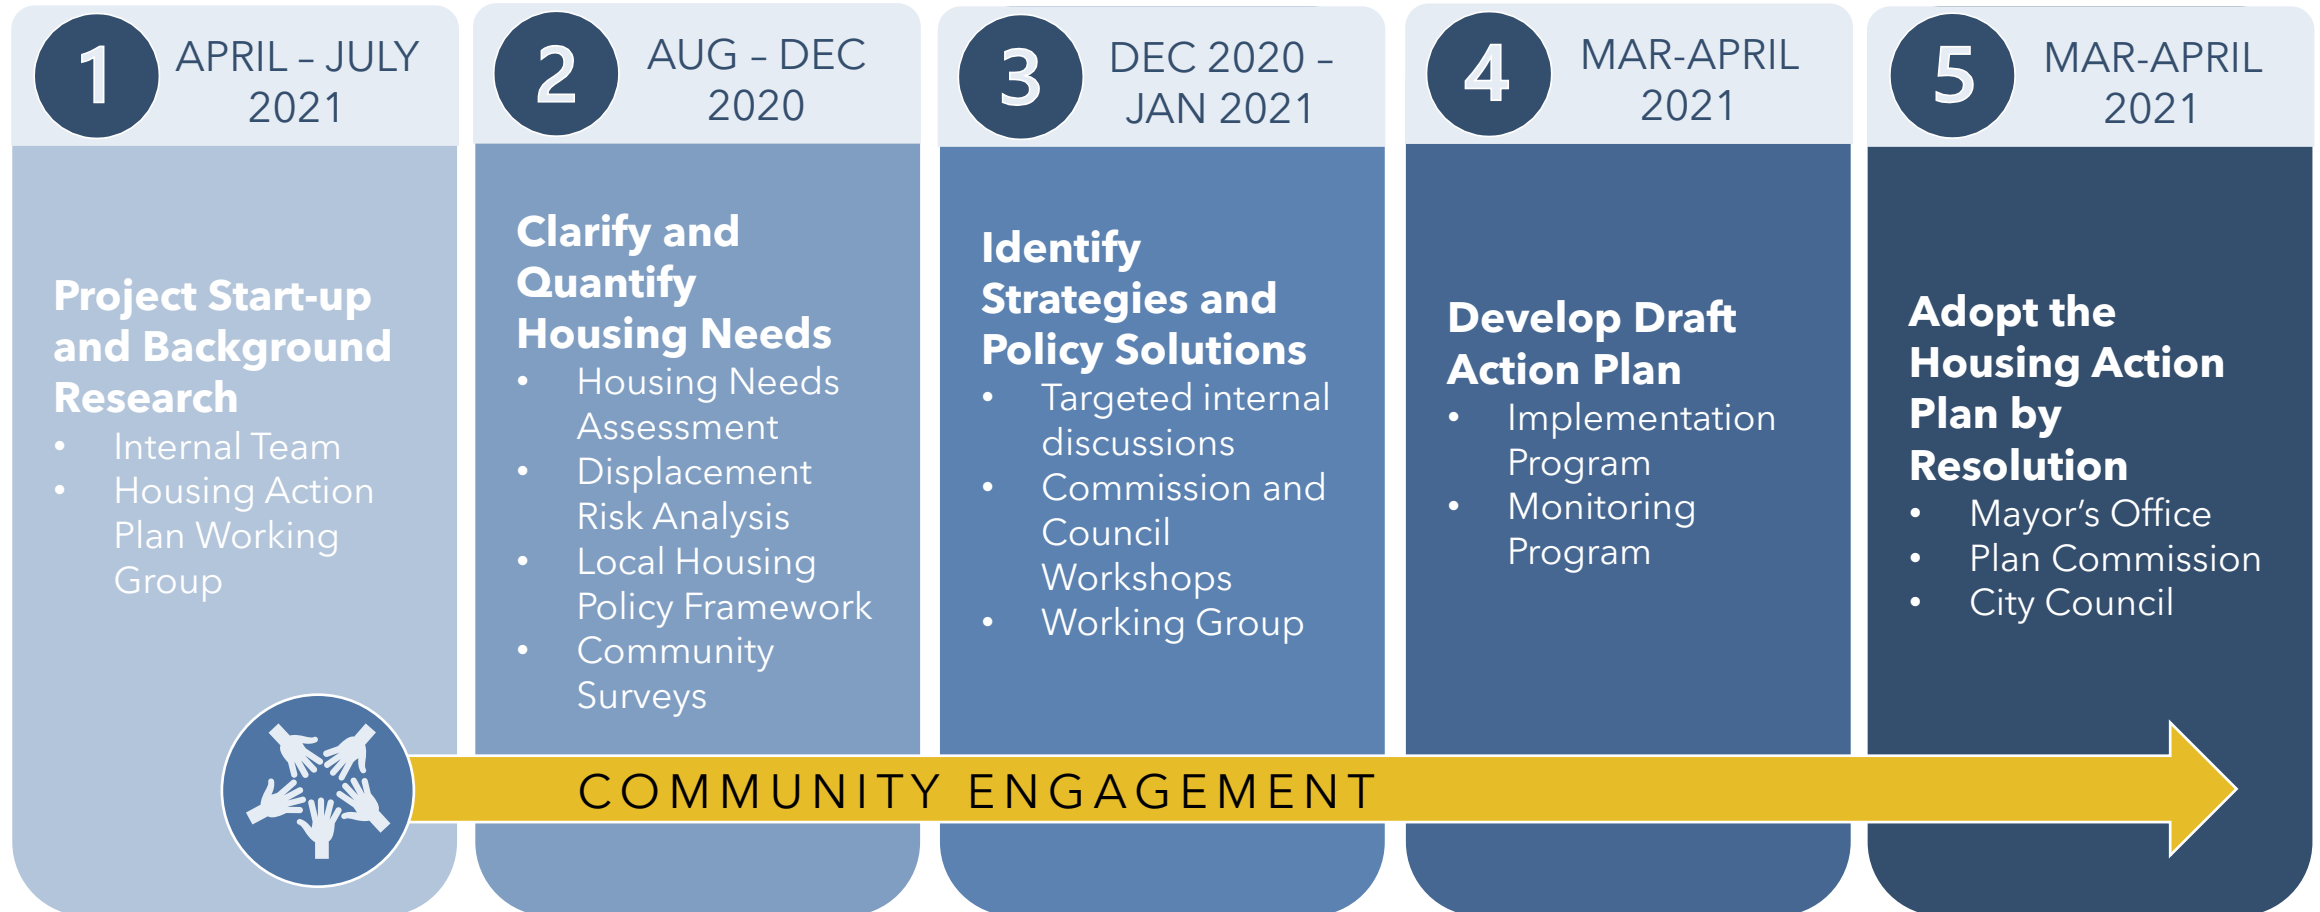 1
APRIL – JULY
2021
Project Start-up
and Background
Research
• Internal Team
• Housing Action
Plan Working
Group
2
AUG – DEC
2020
Clarify and
Quantify
Housing Needs
• Housing Needs
Assessment
• Displacement
Risk Analysis
• Local Housing
Policy Framework
• Community
Surveys
3
DEC 2020 –
JAN 2021
Identify
Strategies and
Policy Solutions
• Targeted internal
discussions
• Commission and
Council
Workshops
• Working Group
4
MAR-APRIL
2021
Develop Draft
Action Plan
• Implementation
Program
• Monitoring
Program
5
MAR-APRIL
2021
Adopt the
Housing Action
Plan by
Resolution
• Mayor’s Office
• Plan Commission
• City Council
COMMUNITY ENGAGEMENT